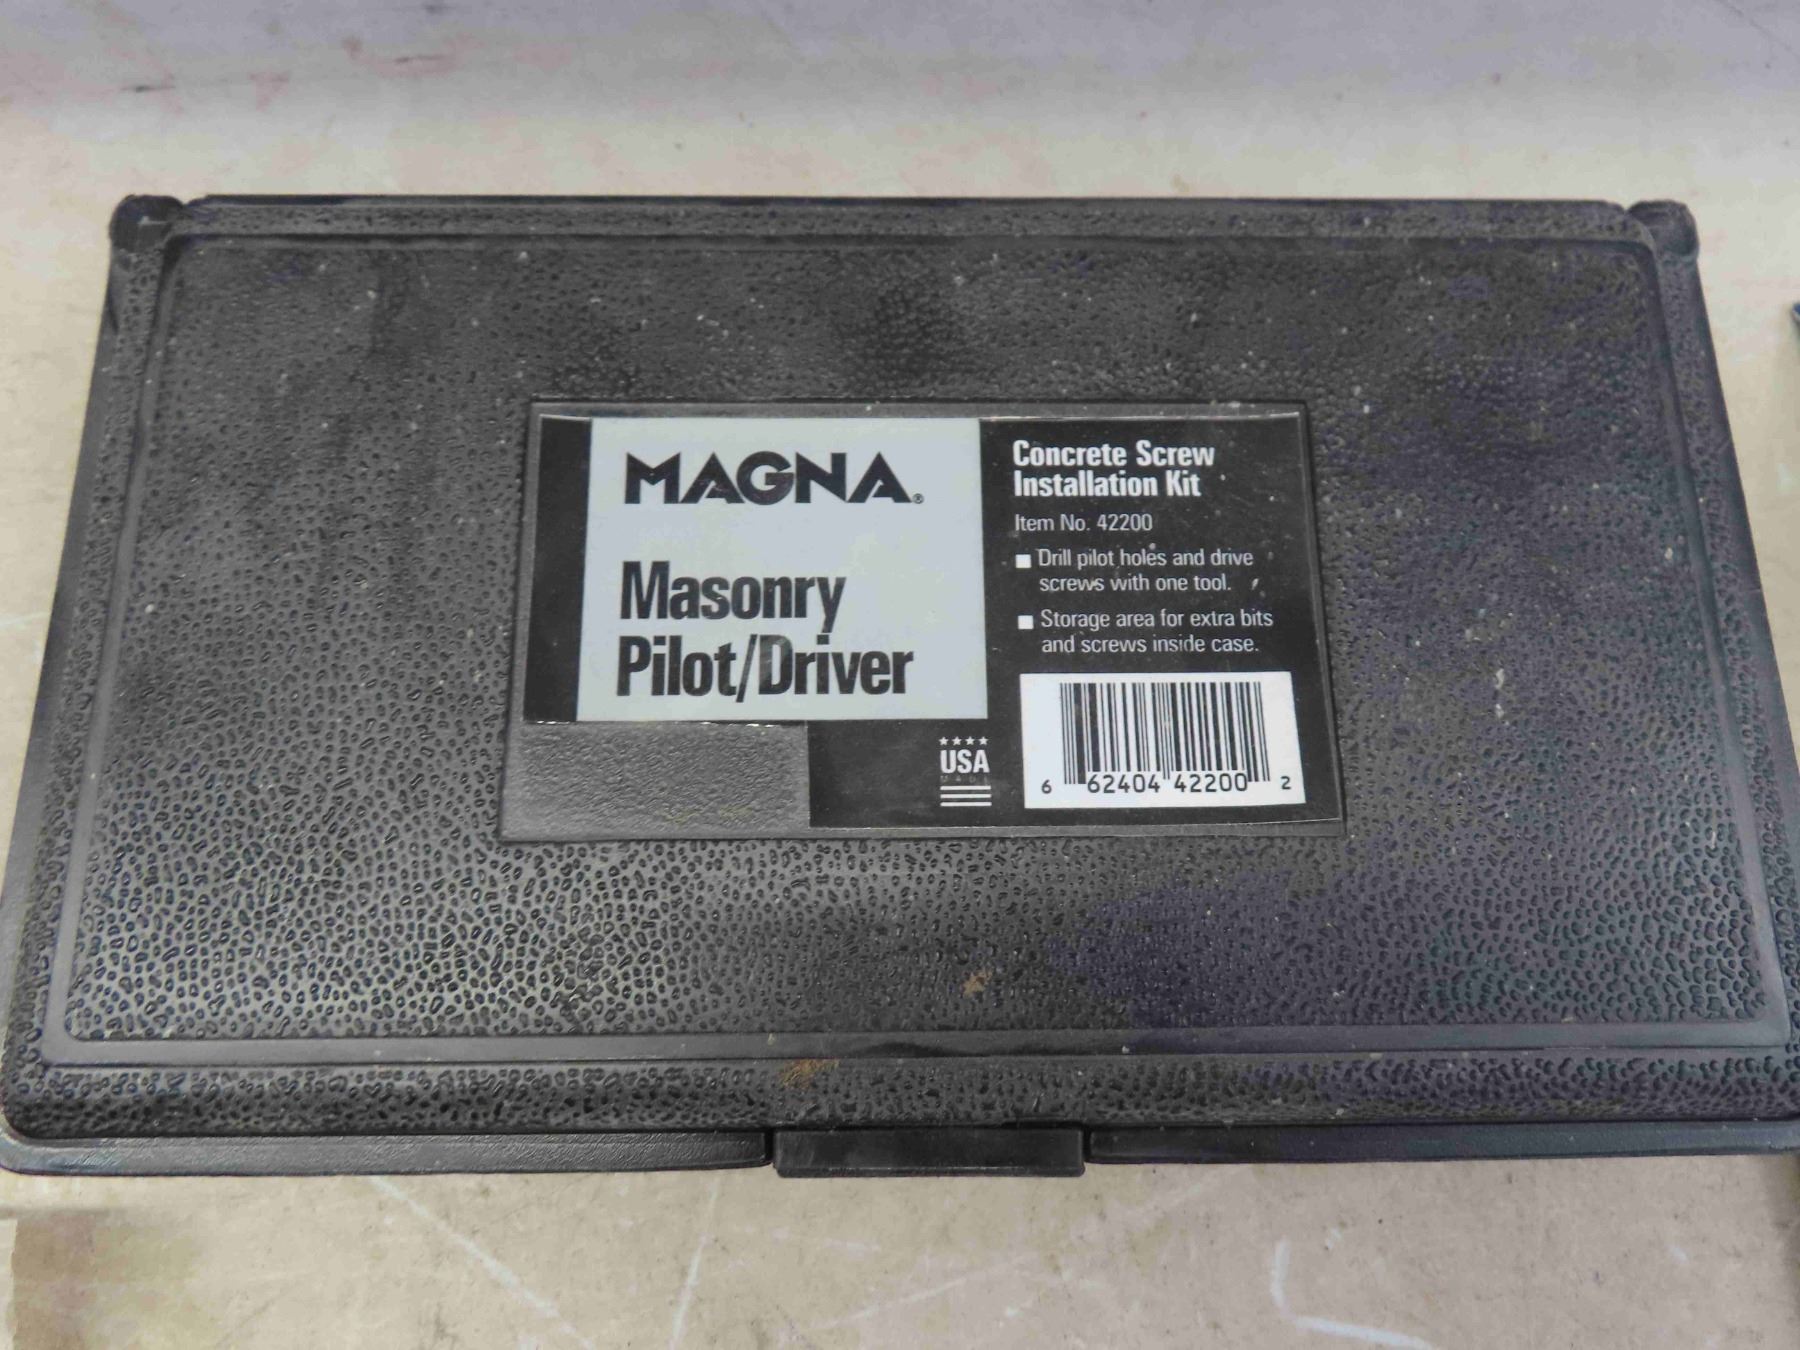 MAGNA®
Masonry
Pilot/Driver
Concrete Screw
Installation Kit
Item No. 42200
■ Drill pilot holes and drive
screws with one tool.
■ Storage area for extra bits
and screws inside case.
USA
MADE
6 62404 42200 2